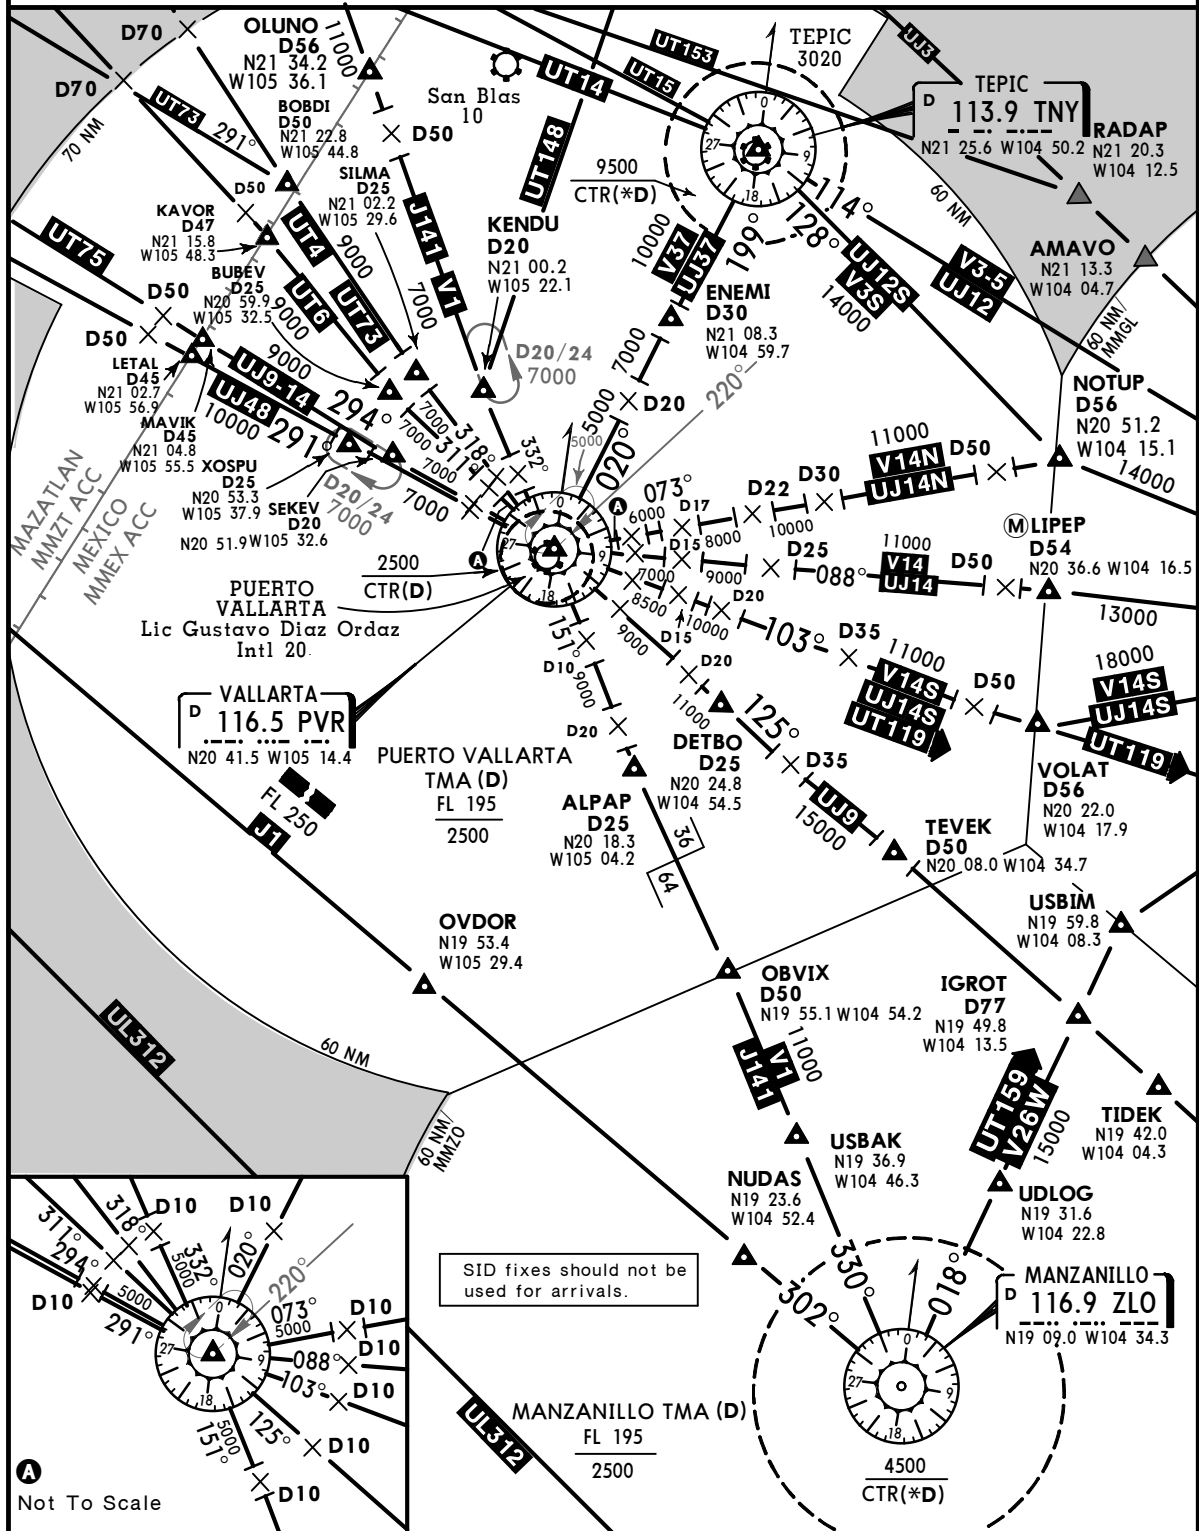 D70
OLUNO
D56
N21 34.2
W105 36.1
11000
D70
UT73
291°
70 NM
BOBDI
D50
N21 22.8
W105 44.8
San Blas
10
D50
UT14
UT153
UT15
UT148
TEPIC
3020
UJ3
TEPIC
D 113.9 TNY
N21 25.6 W104 50.2
RADAP
N21 20.3
W104 12.5
60 NM
AMAVO
N21 13.3
W104 04.7
60 NM/
MMGL
9500
CTR(*D)
0
9
18
27
114°
128°
199°
10000
V37
UJ37
UJ12S
V3S
14000
V3-5
UJ12
SILMA
D25
N21 02.2
W105 29.6
J141
V1
7000
KENDU
D20
N21 00.2
W105 22.1
ENEMI
D30
N21 08.3
W104 59.7
7000
D20
5000
020°
5000
220°
D20/24
7000
D50
KAVOR
D47
N21 15.8
W105 48.3
UT4
9000
UT73
UT6
9000
BUBEV
D25
N20 59.9
W105 32.5
UT75
D50
D50
LETAL
D45
N21 02.7
W105 56.9
MAVIK
D45
N21 04.8
W105 55.5
9000
UJ9-14
UJ48
10000
294°
291°
XOSPU
D25
N20 53.3
W105 37.9
SEKEV
D20
N20 51.9 W105 32.6
D20/24
7000
7000
7000
7000
7000
318°
311°
332°
MAZATLAN
MMZT ACC
MEXICO
MMEX ACC
NOTUP
D56
N20 51.2
W104 15.1
14000
11000
V14N
UJ14N
D50
D30
D22
D17
073°
6000
8000
10000
M LIPEP
D54
N20 36.6 W104 16.5
13000
11000
V14
UJ14
D50
088°
D25
D15
7000
9000
A
A
0
9
18
27
2500
CTR(D)
PUERTO
VALLARTA
Lic Gustavo Diaz Ordaz
Intl 20
VALLARTA
D 116.5 PVR
N20 41.5 W105 14.4
8500
10000
D20
D15
103°
D35
11000
V14S
UJ14S
UT119
D50
18000
V14S
UJ14S
UT119
VOLAT
D56
N20 22.0
W104 17.9
9000
D20
11000
DETBO
D25
N20 24.8
W104 54.5
125°
D35
UJ9
15000
TEVEK
D50
N20 08.0 W104 34.7
151°
D10
9000
D20
ALPAP
D25
N20 18.3
W105 04.2
36
64
PUERTO VALLARTA
TMA (D)
FL 195
2500
FL 250
J1
OVDOR
N19 53.4
W105 29.4
UL312
60 NM
60 NM/
MMZO
OBVIX
D50
N19 55.1 W104 54.2
11000
V1
J141
USBIM
N19 59.8
W104 08.3
IGROT
D77
N19 49.8
W104 13.5
TIDEK
N19 42.0
W104 04.3
UT159
V26W
15000
USBAK
N19 36.9
W104 46.3
NUDAS
N19 23.6
W104 52.4
UDLOG
N19 31.6
W104 22.8
330°
302°
018°
MANZANILLO
D 116.9 ZLO
N19 09.0 W104 34.3
0
9
18
27
4500
CTR(*D)
MANZANILLO TMA (D)
FL 195
2500
UL312
SID fixes should not be
used for arrivals.
D10
D10
311°
318°
294°
291°
332°
5000
5000
020°
220°
D10
073°
5000
D10
088°
D10
103°
D10
125°
D10
151°
5000
D10
0
9
18
27
A
Not To Scale